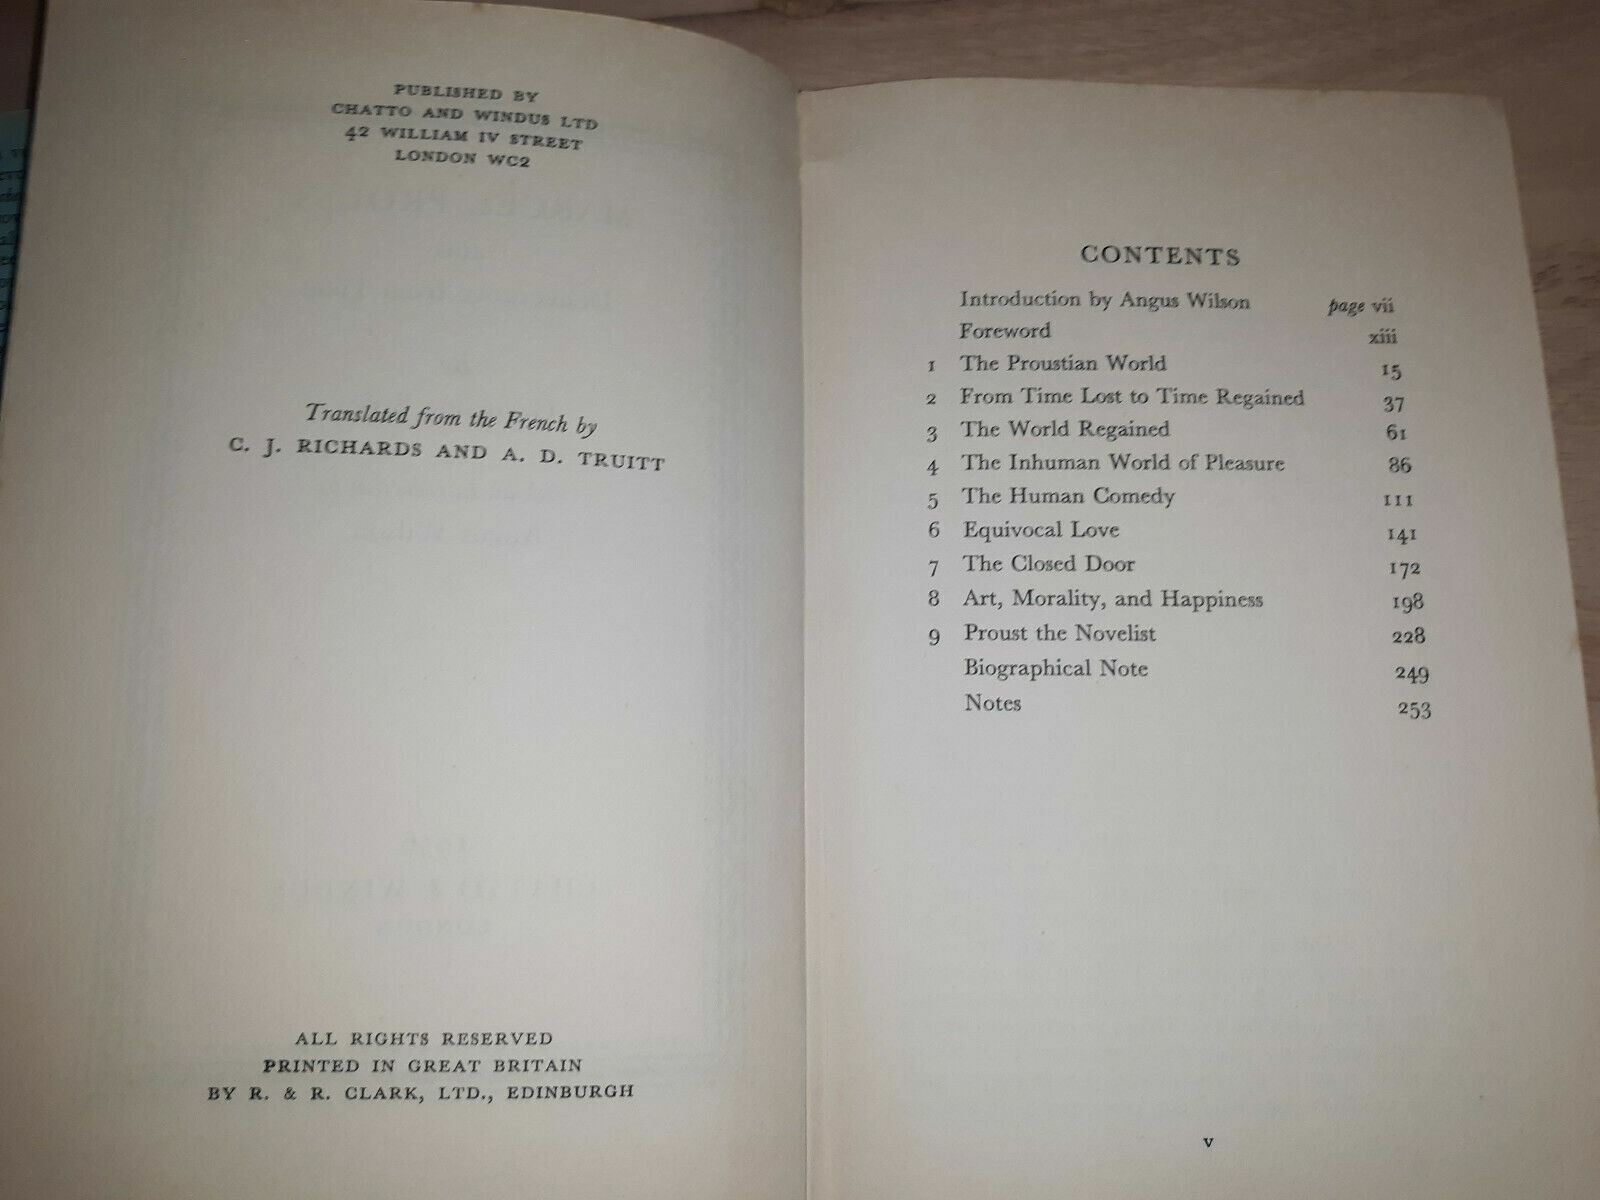 PUBLISHED BY
CHATTO AND WINDUS LTD
42 WILLIAM IV STREET
LONDON WC2
Translated from the French by
C. J. RICHARDS AND A. D. TRUITT
ALL RIGHTS RESERVED
PRINTED IN GREAT BRITAIN
BY R. & R. CLARK, LTD., EDINBURGH
CONTENTS
Introduction by Angus Wilson page vii
Foreword xiii
1 The Proustian World 15
2 From Time Lost to Time Regained 37
3 The World Regained 61
4 The Inhuman World of Pleasure 86
5 The Human Comedy 111
6 Equivocal Love 141
7 The Closed Door 172
8 Art, Morality, and Happiness 198
9 Proust the Novelist 228
Biographical Note 249
Notes 253
v